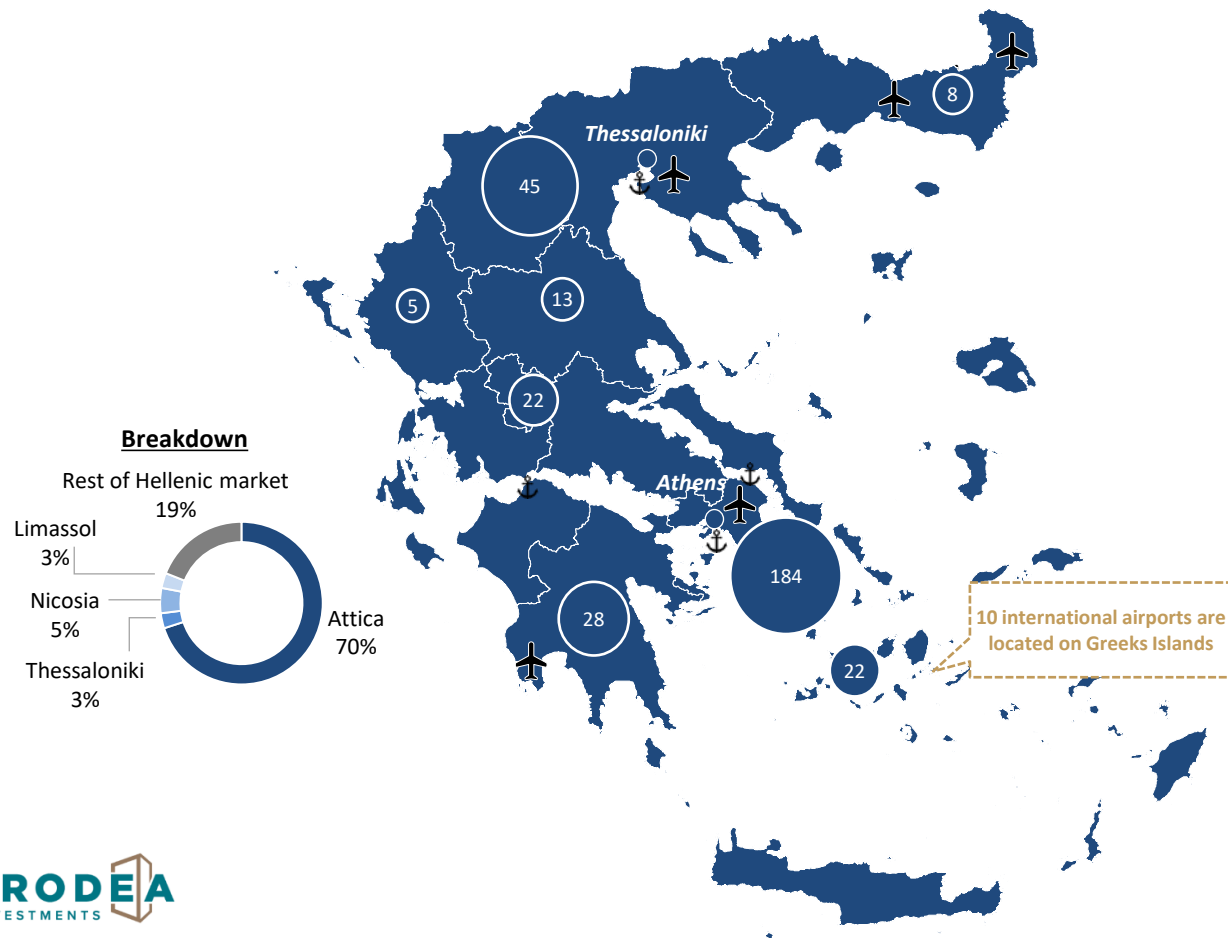 8
Thessaloniki
45
5
13
22
Breakdown
Rest of Hellenic market
19%
Limassol
3%
Nicosia
5%
Thessaloniki
3%
Attica
70%
Athens
184
28
22
10 international airports are
located on Greeks Islands
RODEA
ESTMENTS